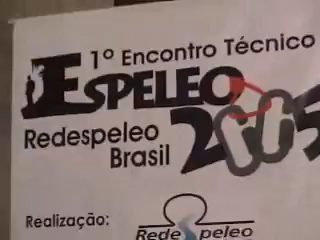 1º Encontro Técnico
ESPELEO
Redespeleo
Brasil
2005
Realização:
RedeSpeleo